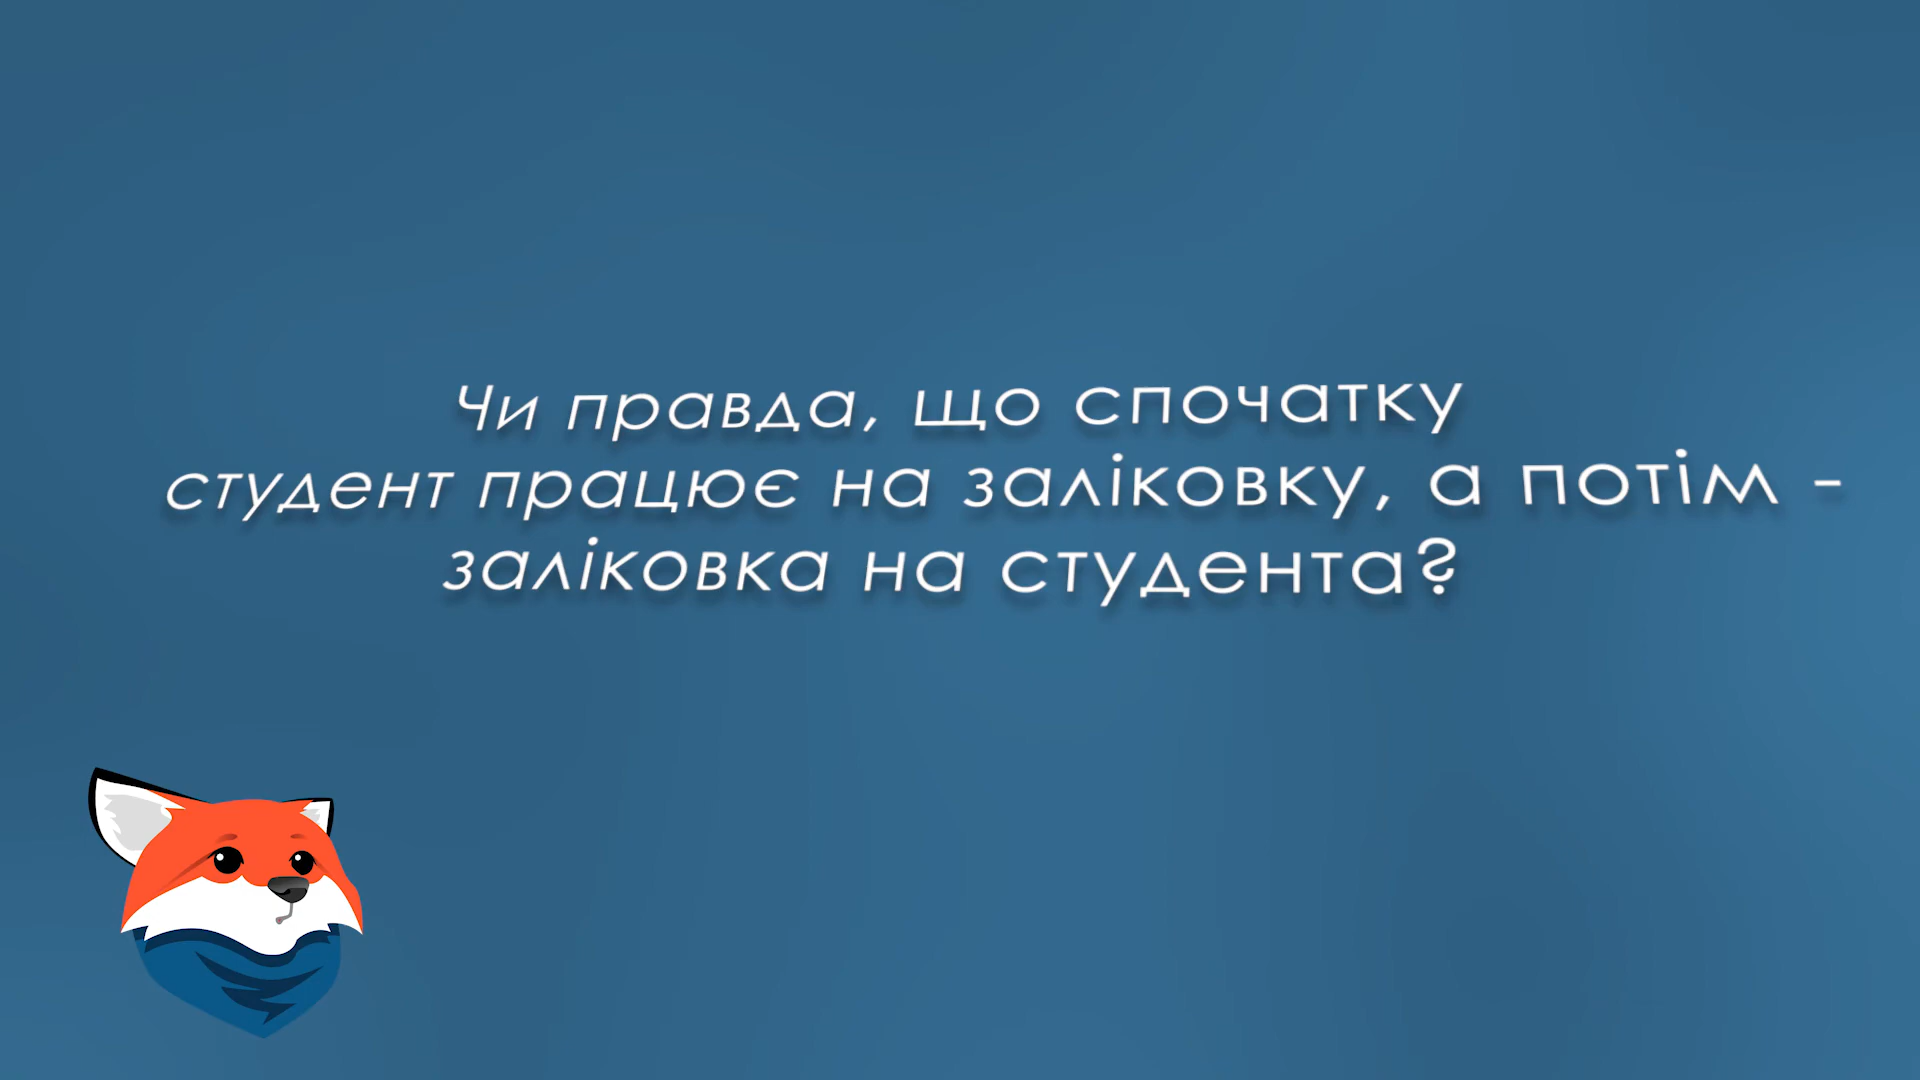 Чи правда, що спочатку
студент працює на заліковку, а потім -
заліковка на студента?